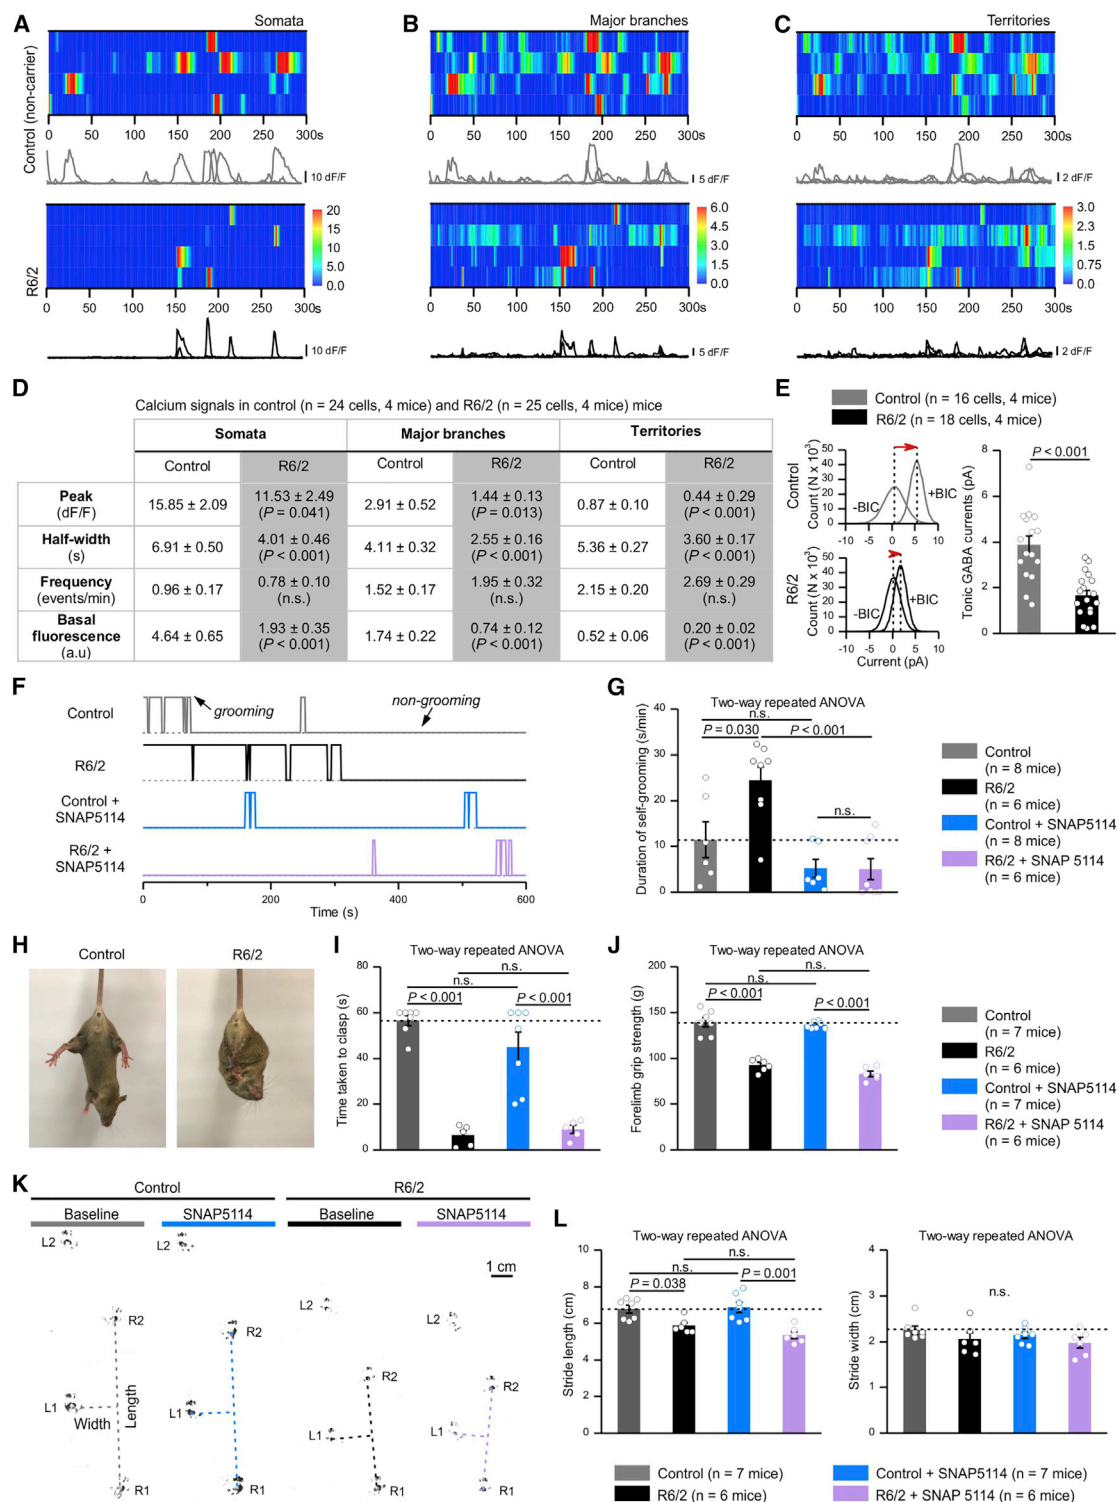 A
Somata
B
Major branches
C
Territories
Control (non-carrier)
0 50 100 150 200 250 300s
0 50 100 150 200 250 300s
0 50 100 150 200 250 300s
10 dF/F
5 dF/F
2 dF/F
R6/2
20
15
10
5.0
0.0
6.0
4.5
3.0
1.5
0.0
3.0
2.3
1.5
0.75
0.0
0 50 100 150 200 250 300s
0 50 100 150 200 250 300s
0 50 100 150 200 250 300s
10 dF/F
5 dF/F
2 dF/F
D
Calcium signals in control (n = 24 cells, 4 mice) and R6/2 (n = 25 cells, 4 mice) mice
Somata Major branches Territories
Control R6/2 Control R6/2 Control R6/2
Peak (dF/F) 15.85 ± 2.09 11.53 ± 2.49 (P = 0.041) 2.91 ± 0.52 1.44 ± 0.13 (P = 0.013) 0.87 ± 0.10 0.44 ± 0.29 (P < 0.001)
Half-width (s) 6.91 ± 0.50 4.01 ± 0.46 (P < 0.001) 4.11 ± 0.32 2.55 ± 0.16 (P < 0.001) 5.36 ± 0.27 3.60 ± 0.17 (P < 0.001)
Frequency (events/min) 0.96 ± 0.17 0.78 ± 0.10 (n.s.) 1.52 ± 0.17 1.95 ± 0.32 (n.s.) 2.15 ± 0.20 2.69 ± 0.29 (n.s.)
Basal fluorescence (a.u) 4.64 ± 0.65 1.93 ± 0.35 (P < 0.001) 1.74 ± 0.22 0.74 ± 0.12 (P < 0.001) 0.52 ± 0.06 0.20 ± 0.02 (P < 0.001)
E
Control (n = 16 cells, 4 mice)
R6/2 (n = 18 cells, 4 mice)
Control
Count (N x 10³)
50
40
30
20
10
0
-BIC
+BIC
-10 -5 0 5 10
R6/2
Count (N x 10³)
50
40
30
20
10
0
-BIC
+BIC
-10 -5 0 5 10
Current (pA)
Tonic GABA currents (pA)
8
6
4
2
0
P < 0.001
F
Control
grooming
non-grooming
R6/2
Control + SNAP5114
R6/2 + SNAP5114
0 200 400 600
Time (s)
G
Two-way repeated ANOVA
Duration of self-grooming (s/min)
40
30
20
10
0
n.s.
P = 0.030
P < 0.001
n.s.
Control
(n = 8 mice)
R6/2
(n = 6 mice)
Control + SNAP5114
(n = 8 mice)
R6/2 + SNAP 5114
(n = 6 mice)
H
Control
R6/2
I
Two-way repeated ANOVA
Time taken to clasp (s)
80
60
40
20
0
n.s.
n.s.
P < 0.001
P < 0.001
J
Two-way repeated ANOVA
Forelimb grip strength (g)
200
150
100
50
0
n.s.
n.s.
P < 0.001
P < 0.001
Control
(n = 7 mice)
R6/2
(n = 6 mice)
Control + SNAP5114
(n = 7 mice)
R6/2 + SNAP 5114
(n = 6 mice)
K
Control
R6/2
Baseline
SNAP5114
Baseline
SNAP5114
1 cm
L2
L2
L2
L2
R2
R2
R2
R2
L1
L1
L1
L1
Width
Length
R1
R1
R1
R1
L
Two-way repeated ANOVA
Stride length (cm)
10
8
6
4
2
0
n.s.
n.s.
P = 0.038
P = 0.001
Two-way repeated ANOVA
Stride width (cm)
4
3
2
1
0
n.s.
Control (n = 7 mice)
R6/2 (n = 6 mice)
Control + SNAP5114 (n = 7 mice)
R6/2 + SNAP 5114 (n = 6 mice)